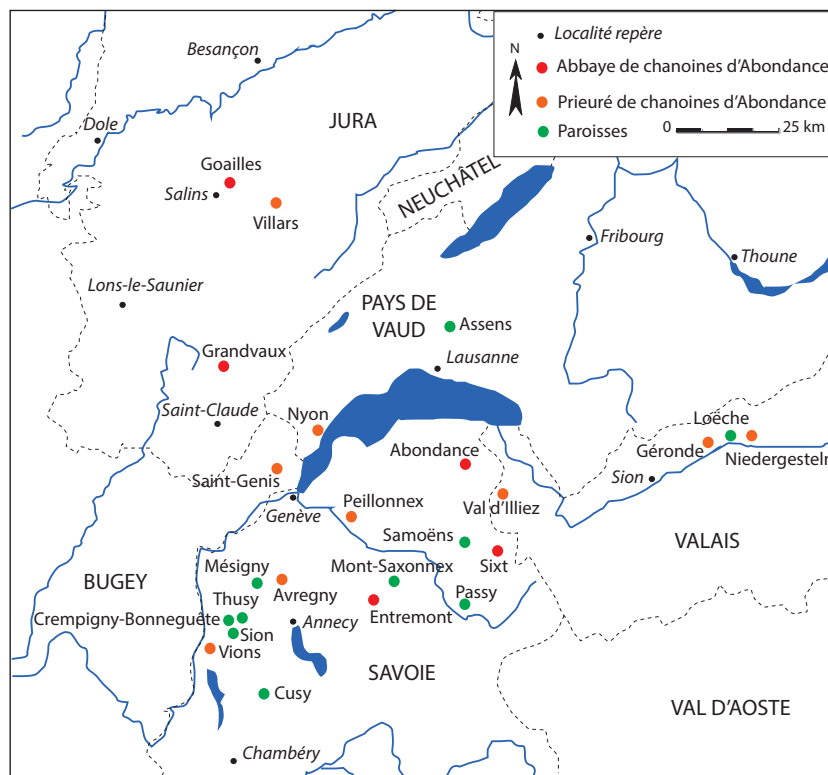 Localité repère
N
Abbaye de chanoines d'Abondance
Prieuré de chanoines d'Abondance
Paroisses
0 25 km
Besançon
Dole
JURA
Goailles
Salins
Villars
NEUCHÂTEL
Fribourg
Thoune
Lons-le-Saunier
PAYS DE
VAUD
Assens
Lausanne
Grandvaux
Saint-Claude
Nyon
Loëche
Abondance
Géronde
Niedergesteln
Saint-Genis
Sion
Genève
Peillonnex
Val d'Illiez
Samoëns
VALAIS
Sixt
Mésigny
Mont-Saxonnex
BUGEY
Avregny
Passy
Thusy
Entremont
Crempigny-Bonneguête
Annecy
Sion
Vions
SAVOIE
Cusy
VAL D'AOSTE
Chambéry